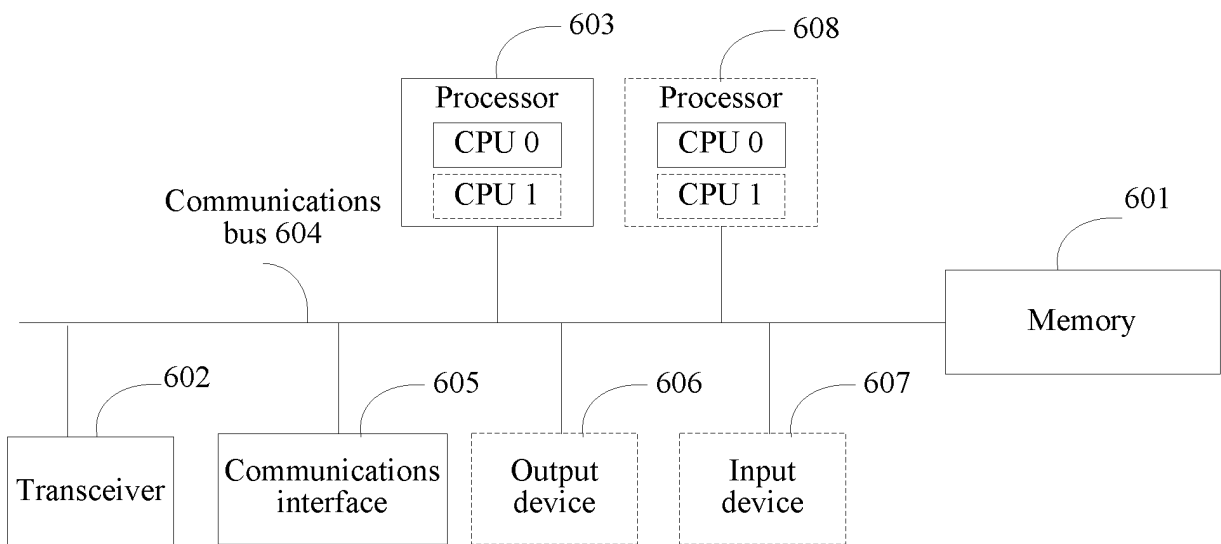 603
608
Processor
CPU 0
CPU 1
Processor
CPU 0
CPU 1
Communications
bus 604
601
Memory
602
605
606
607
Transceiver
Communications
interface
Output
device
Input
device